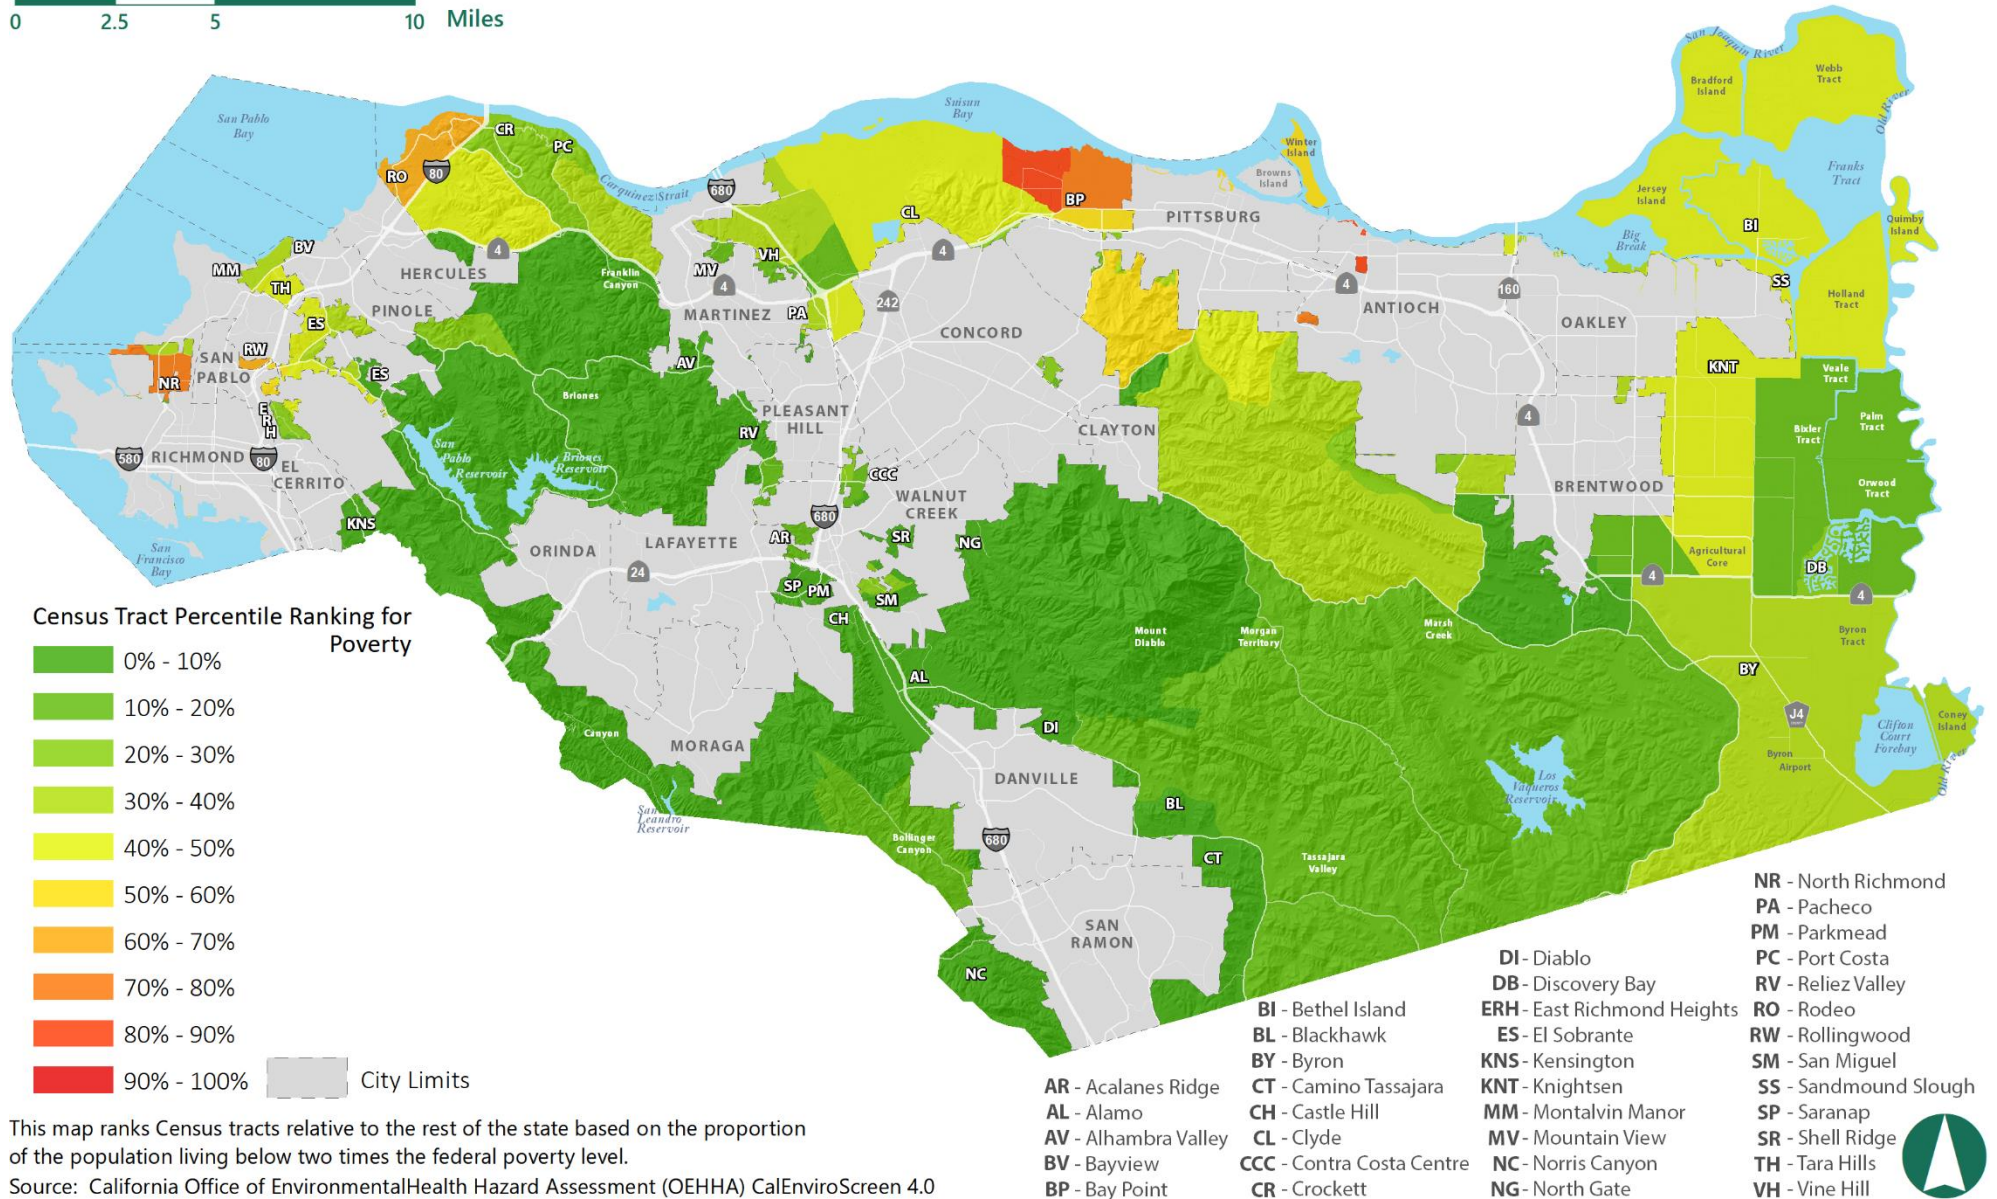 0 2.5 5 10 Miles
San Joaquin River
Webb
Tract
Bradford
Island
Old River
San Pablo
Bay
Suisun
Bay
CR
PC
RO
80
Carquinez Strait
680
Winter
Island
Browns
Island
Franks
Tract
Jersey
Island
BP
CL
PITTSBURG
BI
Quimby
Island
Big
Break
BV
MM
TH
HERCULES
4
Franklin
Canyon
MV
VH
4
4
242
PA
MARTINEZ
CONCORD
4
ANTIOCH
160
OAKLEY
SS
Holland
Tract
PINOLE
ES
RW
SAN
PABLO
NR
ES
AV
KNT
Veale
Tract
Briones
PLEASANT
HILL
RV
CLAYTON
4
Bixler
Tract
Palm
Tract
E
R
H
580
RICHMOND
80
EL
CERRITO
San
Pablo
Reservoir
Briones
Reservoir
CCC
WALNUT
CREEK
BRENTWOOD
Orwood
Tract
KNS
San
Francisco
Bay
ORINDA
LAFAYETTE
24
680
AR
SR
NG
SP
PM
SM
CH
Agricultural
Core
4
DB
4
Mount
Diablo
Morgan
Territory
Marsh
Creek
Byron
Tract
BY
AL
DI
Canyon
MORAGA
DANVILLE
J4
Byron
Airport
Clifton
Court
Forebay
Coney
Island
Old River
San
Leandro
Reservoir
Bollinger
Canyon
680
BL
CT
Tassajara
Valley
Los
Vaqueros
Reservoir
SAN
RAMON
NC
Census Tract Percentile Ranking for
Poverty
0% - 10%
10% - 20%
20% - 30%
30% - 40%
40% - 50%
50% - 60%
60% - 70%
70% - 80%
80% - 90%
90% - 100%
City Limits
This map ranks Census tracts relative to the rest of the state based on the proportion
of the population living below two times the federal poverty level.
Source: California Office of EnvironmentalHealth Hazard Assessment (OEHHA) CalEnviroScreen 4.0
AR - Acalanes Ridge
AL - Alamo
AV - Alhambra Valley
BV - Bayview
BP - Bay Point
BI - Bethel Island
BL - Blackhawk
BY - Byron
CT - Camino Tassajara
CH - Castle Hill
CL - Clyde
CCC - Contra Costa Centre
CR - Crockett
DI - Diablo
DB - Discovery Bay
ERH - East Richmond Heights
ES - El Sobrante
KNS - Kensington
KNT - Knightsen
MM - Montalvin Manor
MV - Mountain View
NC - Norris Canyon
NG - North Gate
NR - North Richmond
PA - Pacheco
PM - Parkmead
PC - Port Costa
RV - Reliez Valley
RO - Rodeo
RW - Rollingwood
SM - San Miguel
SS - Sandmound Slough
SP - Saranap
SR - Shell Ridge
TH - Tara Hills
VH - Vine Hill